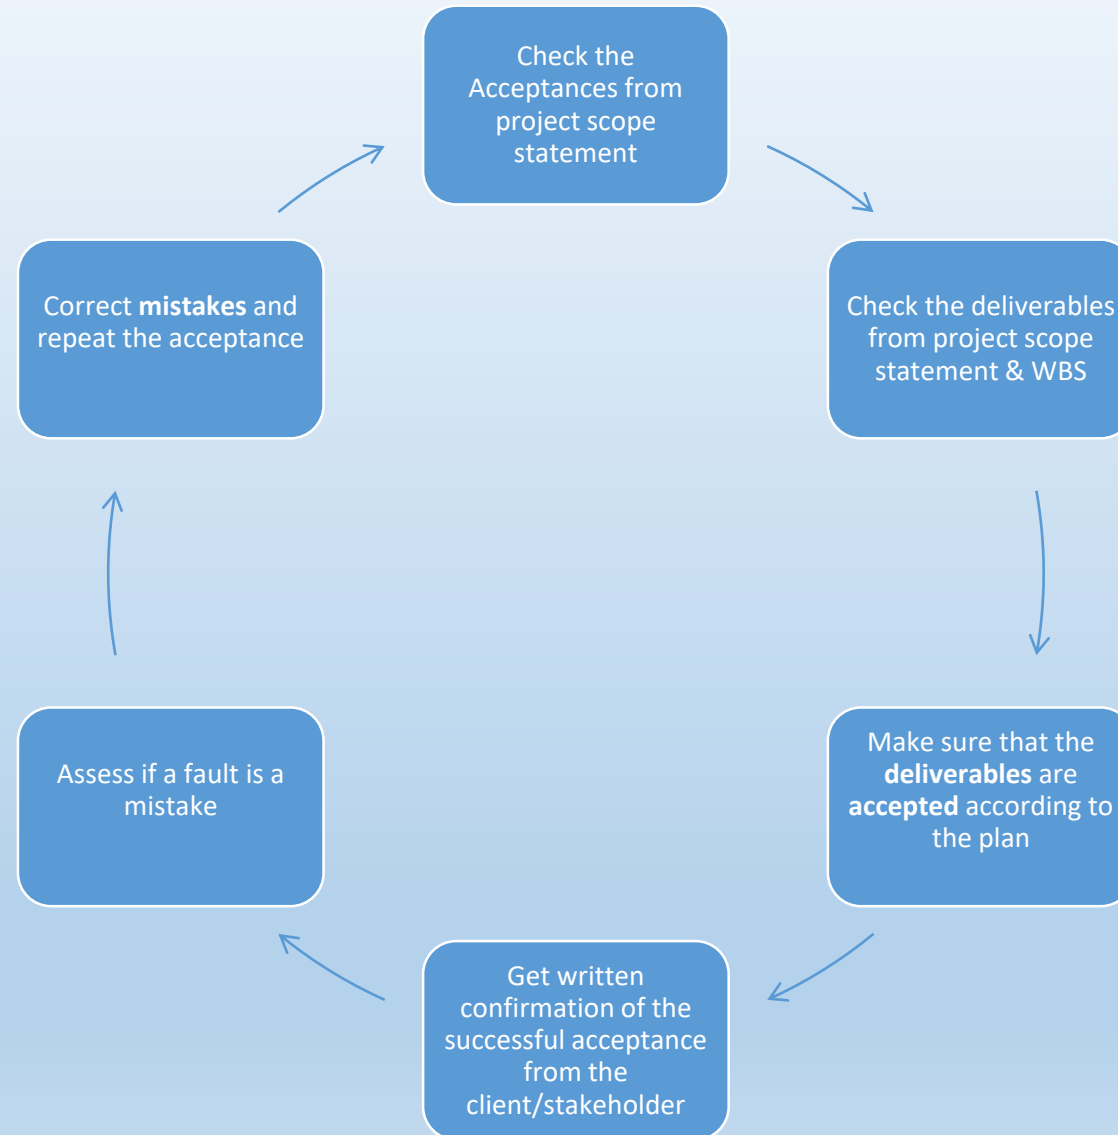 Check the
Acceptances from
project scope
statement
Check the deliverables
from project scope
statement & WBS
Make sure that the
deliverables are
accepted according to
the plan
Get written
confirmation of the
successful acceptance
from the
client/stakeholder
Assess if a fault is a
mistake
Correct mistakes and
repeat the acceptance